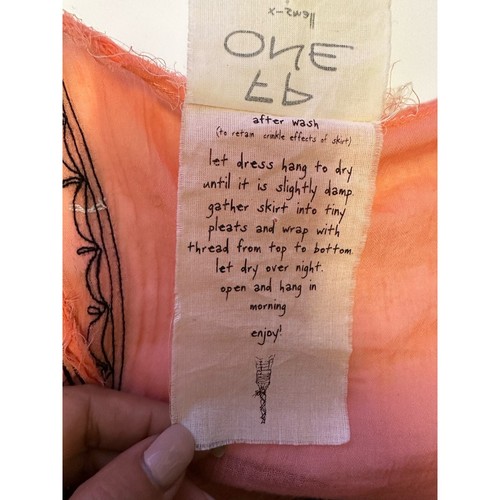 FP
ONE
after wash
(to retain crinkle effects of skirt)
let dress hang to dry
until it is slightly damp
gather skirt into tiny
pleats and wrap with
thread from top to bottom.
let dry over night.
open and hang in
morning
enjoy!